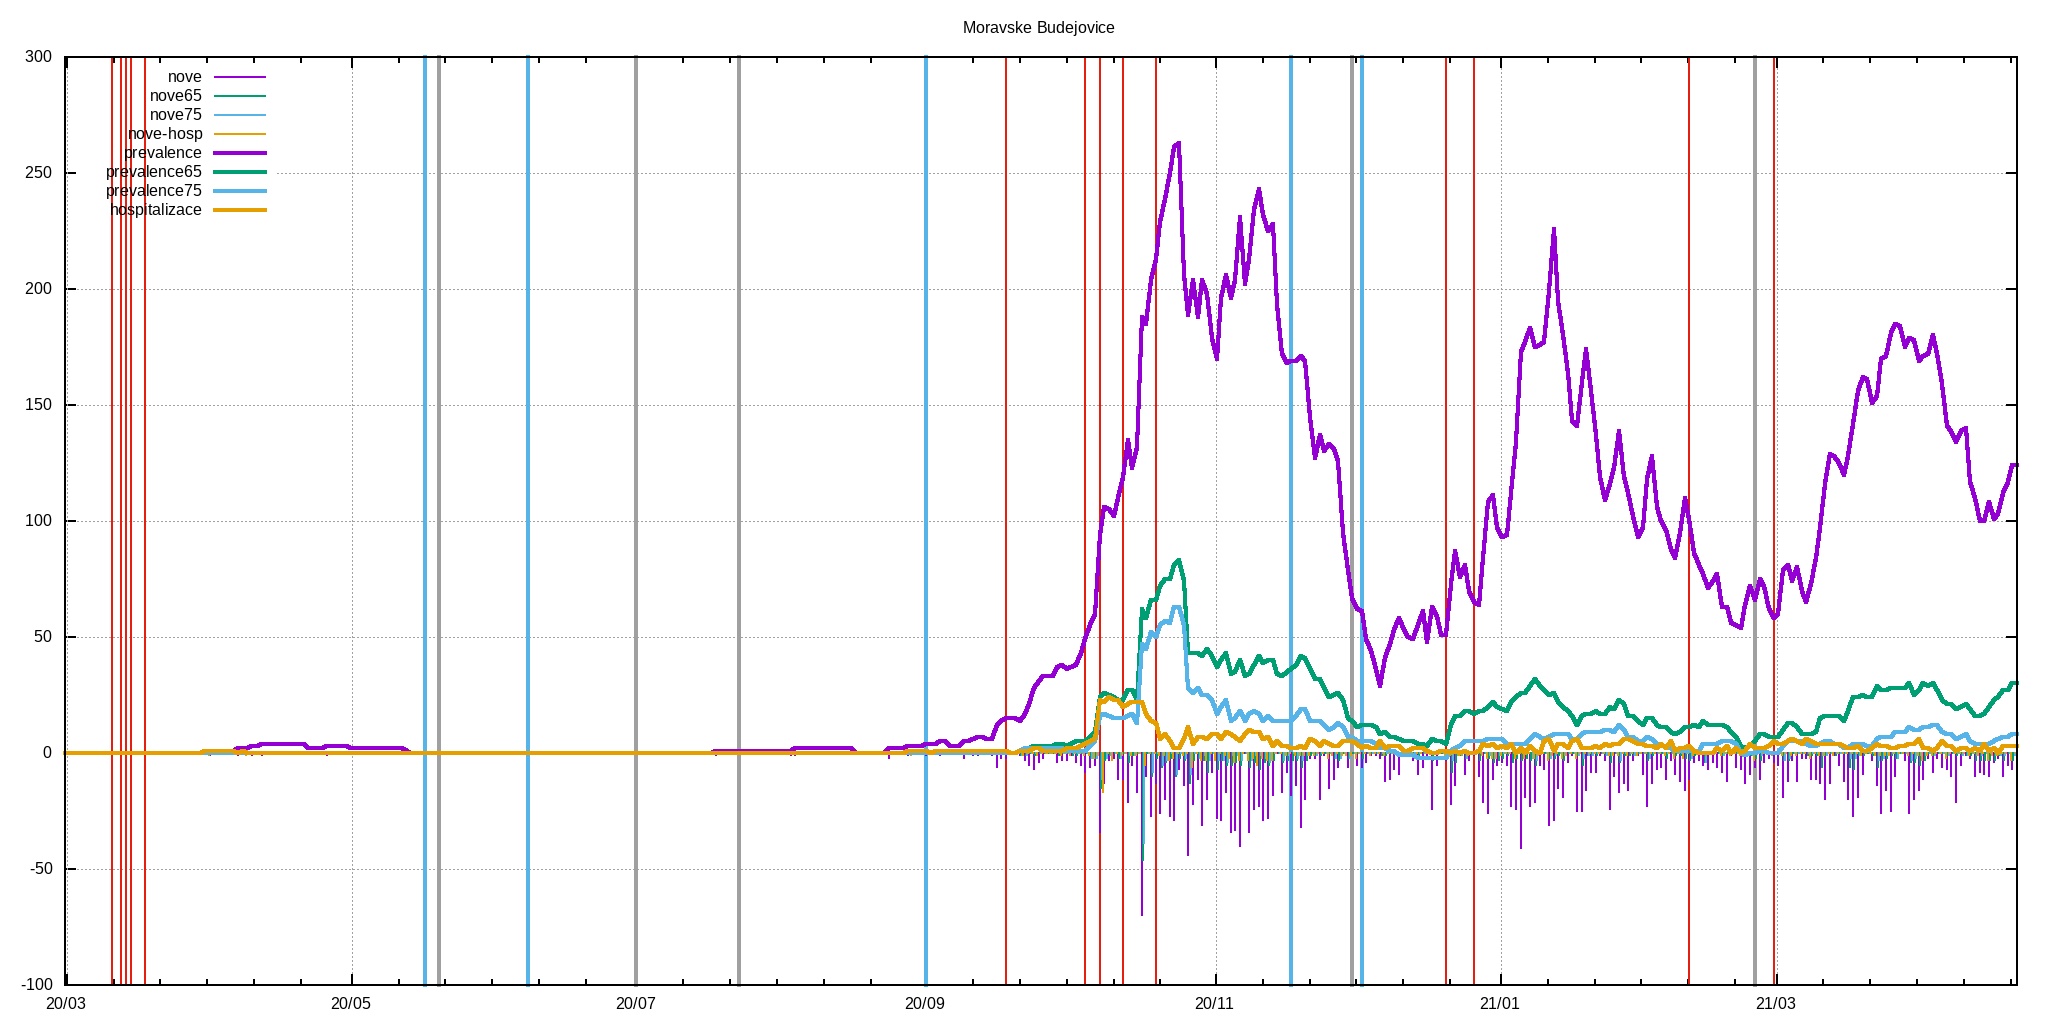 Moravske Budejovice
300
250
200
150
100
50
0
-50
-100
nove
nove65
nove75
nove-hosp
prevalence
prevalence65
prevalence75
hospitalizace
20/03 20/05 20/07 20/09 20/11 21/01 21/03